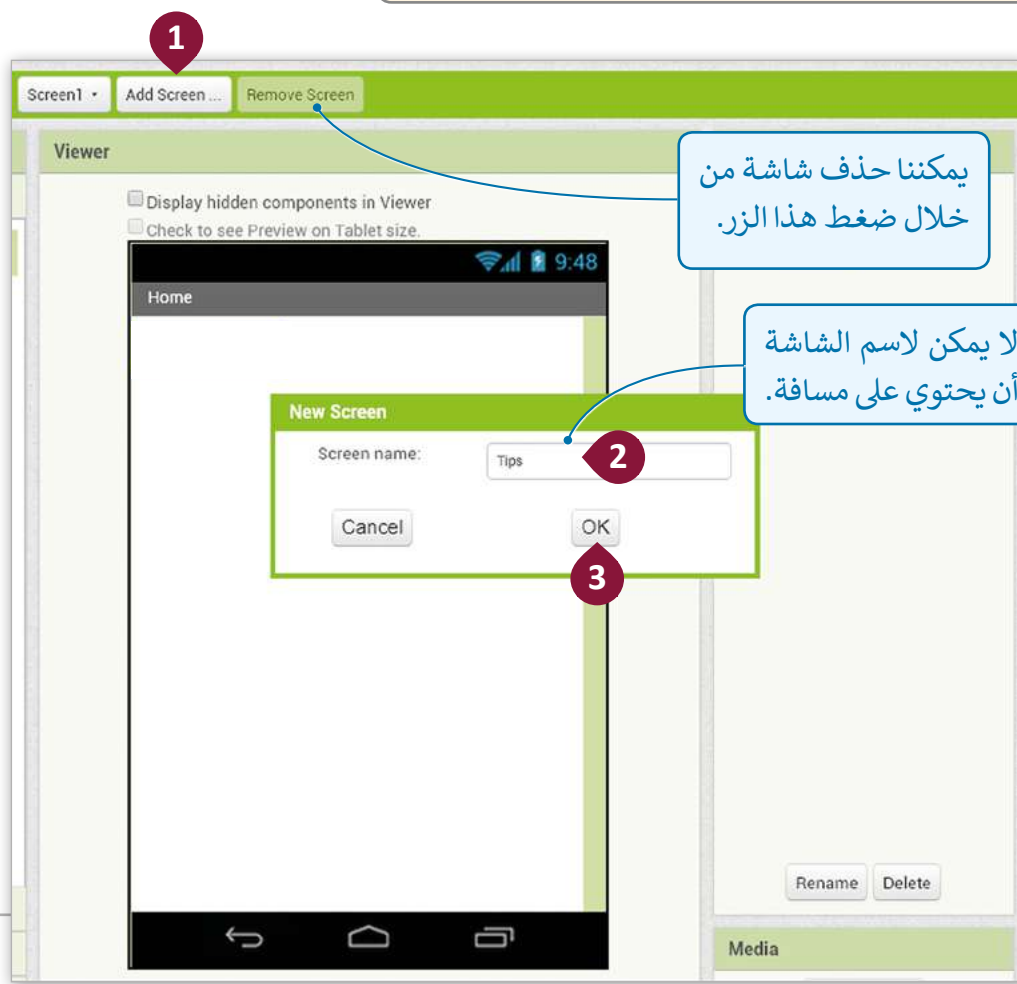 1
Screen1
Add Screen ...
Remove Screen
Viewer
يمكننا حذف شاشة من
خلال ضغط هذا الزر.
Display hidden components in Viewer
Check to see Preview on Tablet size.
9:48
Home
لا يمكن لاسم الشاشة
أن يحتوي على مسافة.
New Screen
Screen name:
Tips
2
Cancel
OK
3
Rename
Delete
Media